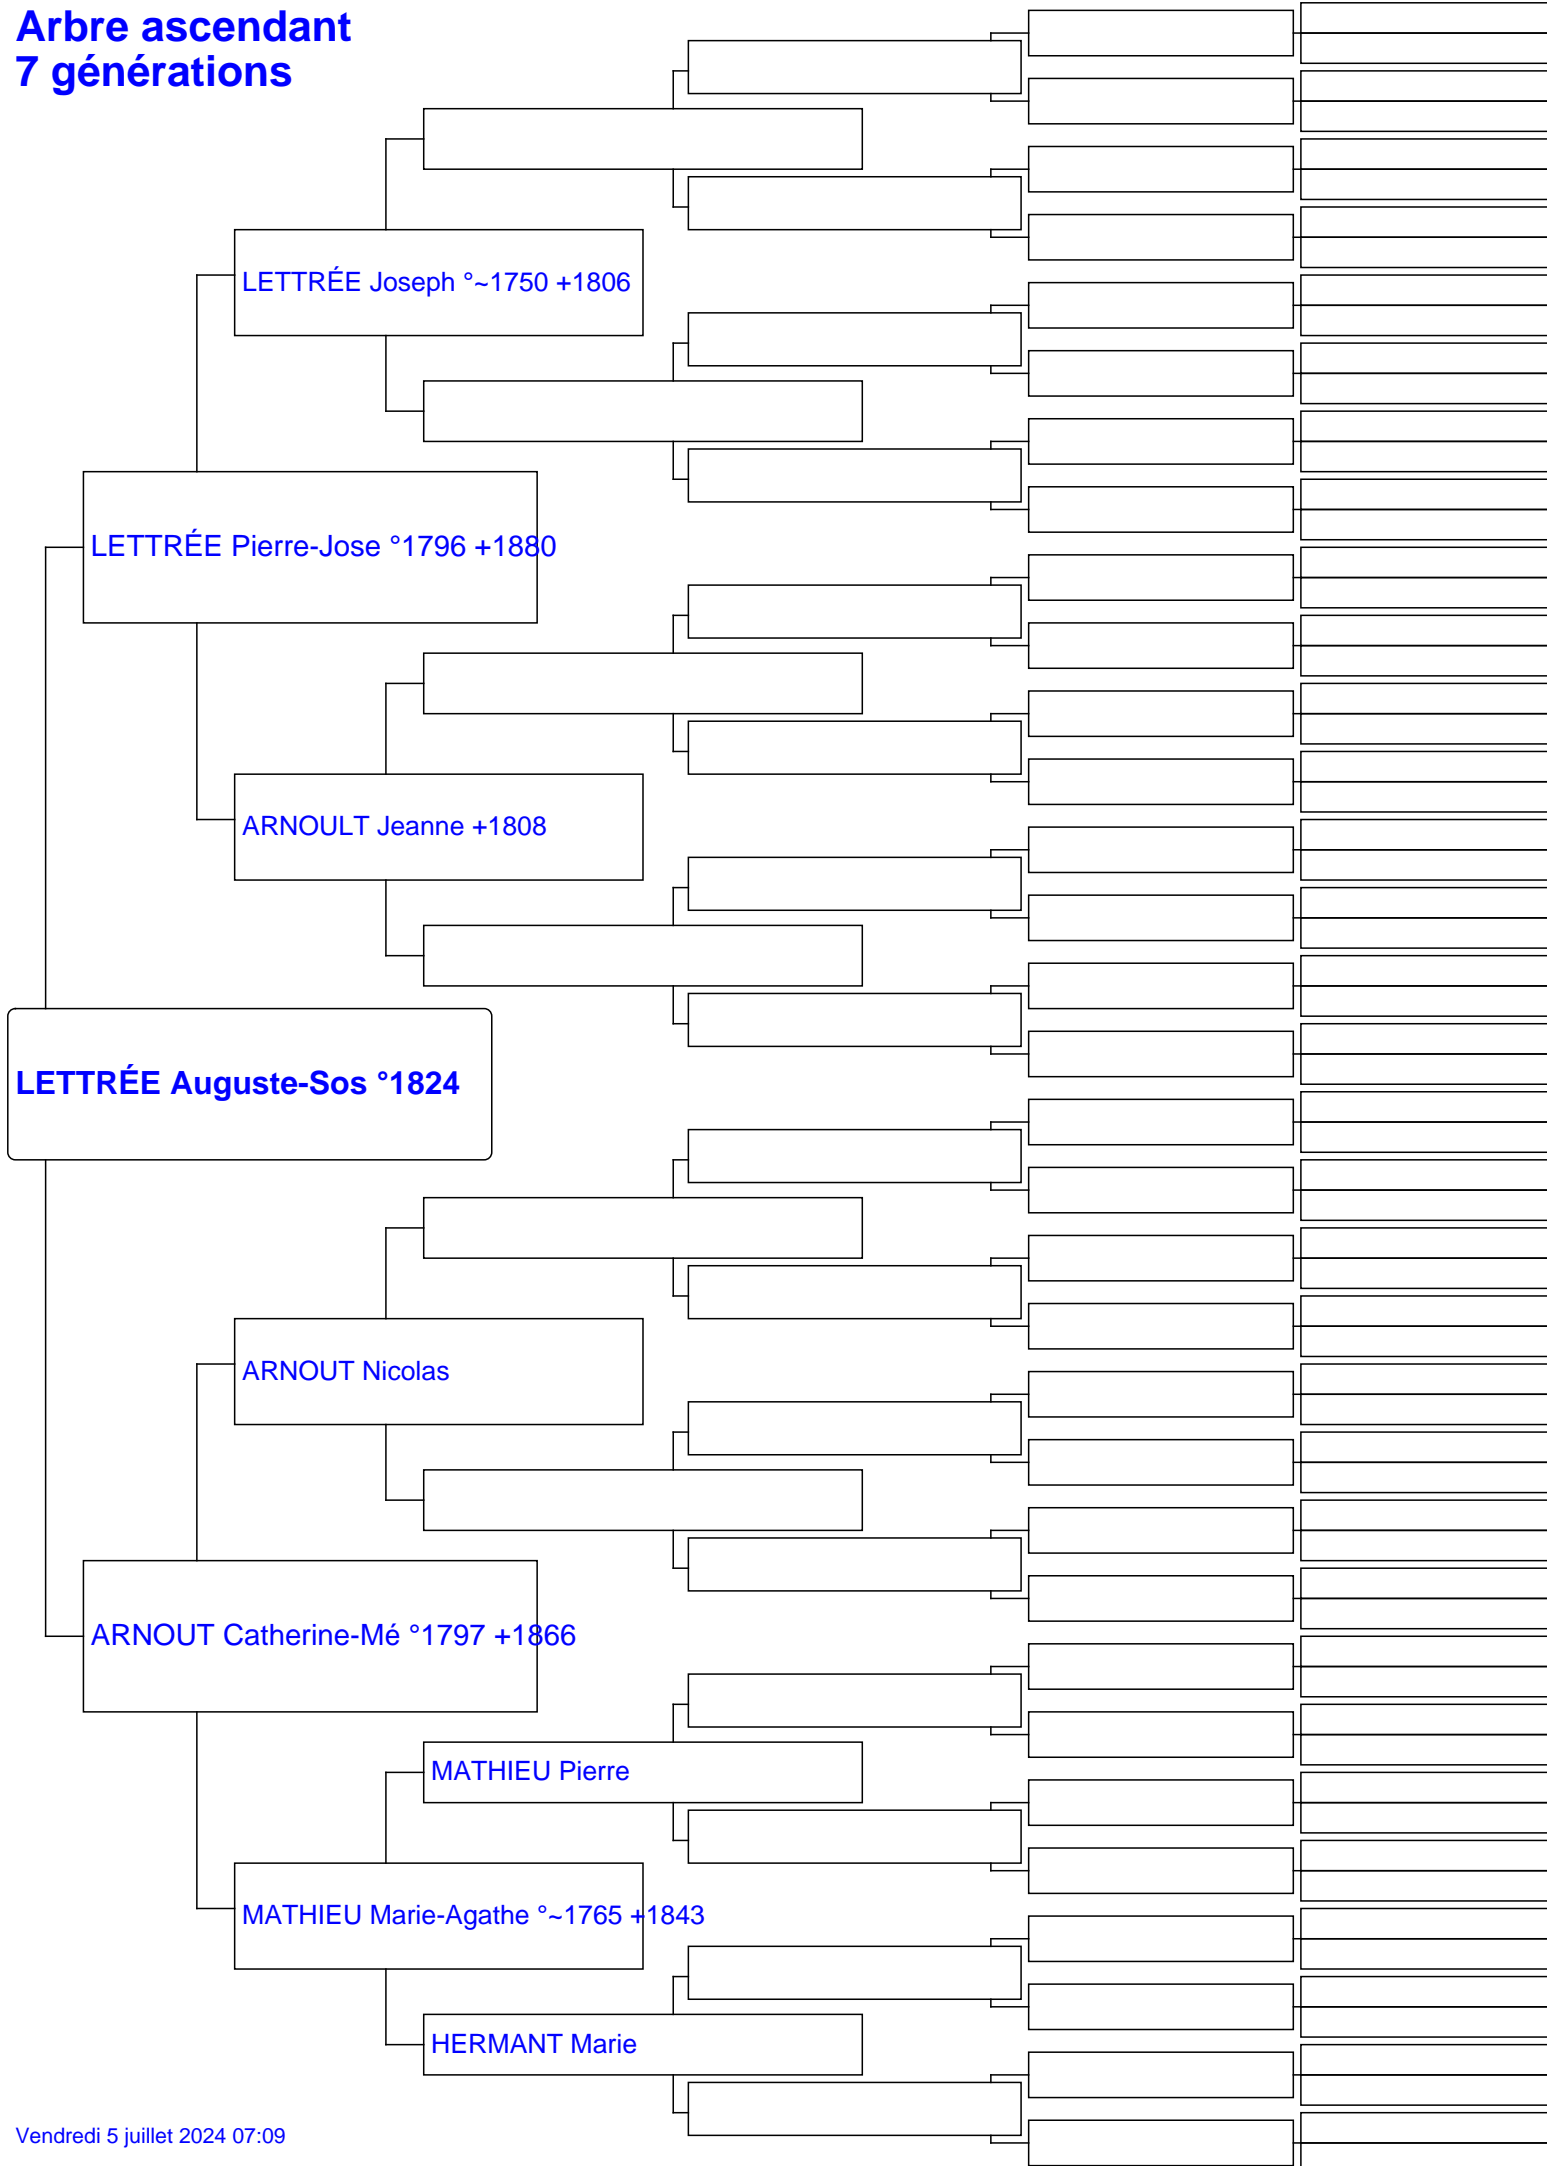 Arbre ascendant
7 générations
LETTRÉE Joseph °~1750 +1806
LETTRÉE Pierre-Jose °1796 +1880
ARNOULT Jeanne +1808
LETTRÉE Auguste-Sos °1824
ARNOUT Nicolas
ARNOUT Catherine-Mé °1797 +1866
MATHIEU Pierre
MATHIEU Marie-Agathe °~1765 +1843
HERMANT Marie
Vendredi 5 juillet 2024 07:09